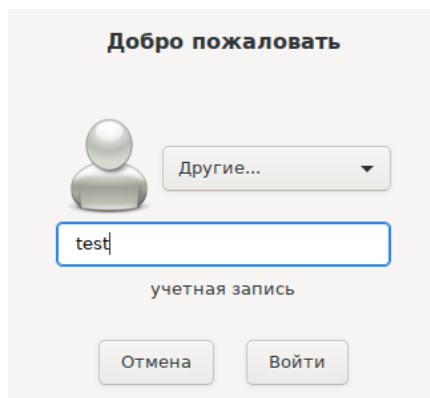 Добро пожаловать
Другие...
test
учетная запись
Отмена Войти